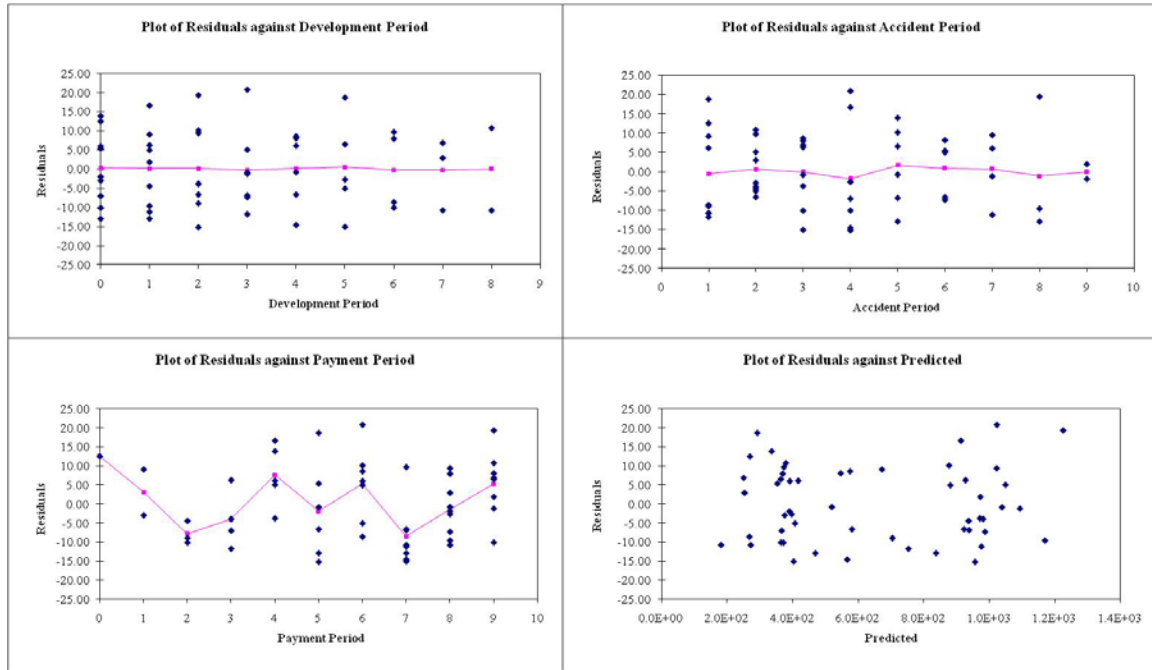 Plot of Residuals against Development Period
25.00
20.00
15.00
10.00
5.00
0.00
-5.00
-10.00
-15.00
-20.00
-25.00
Residuals
0 1 2 3 4 5 6 7 8 9
Development Period
Plot of Residuals against Accident Period
25.00
20.00
15.00
10.00
5.00
0.00
-5.00
-10.00
-15.00
-20.00
-25.00
Residuals
0 1 2 3 4 5 6 7 8 9 10
Accident Period
Plot of Residuals against Payment Period
25.00
20.00
15.00
10.00
5.00
0.00
-5.00
-10.00
-15.00
-20.00
-25.00
Residuals
0 1 2 3 4 5 6 7 8 9 10
Payment Period
Plot of Residuals against Predicted
25.00
20.00
15.00
10.00
5.00
0.00
-5.00
-10.00
-15.00
-20.00
-25.00
Residuals
0.0E+00 2.0E+02 4.0E+02 6.0E+02 8.0E+02 1.0E+03 1.2E+03 1.4E+03
Predicted